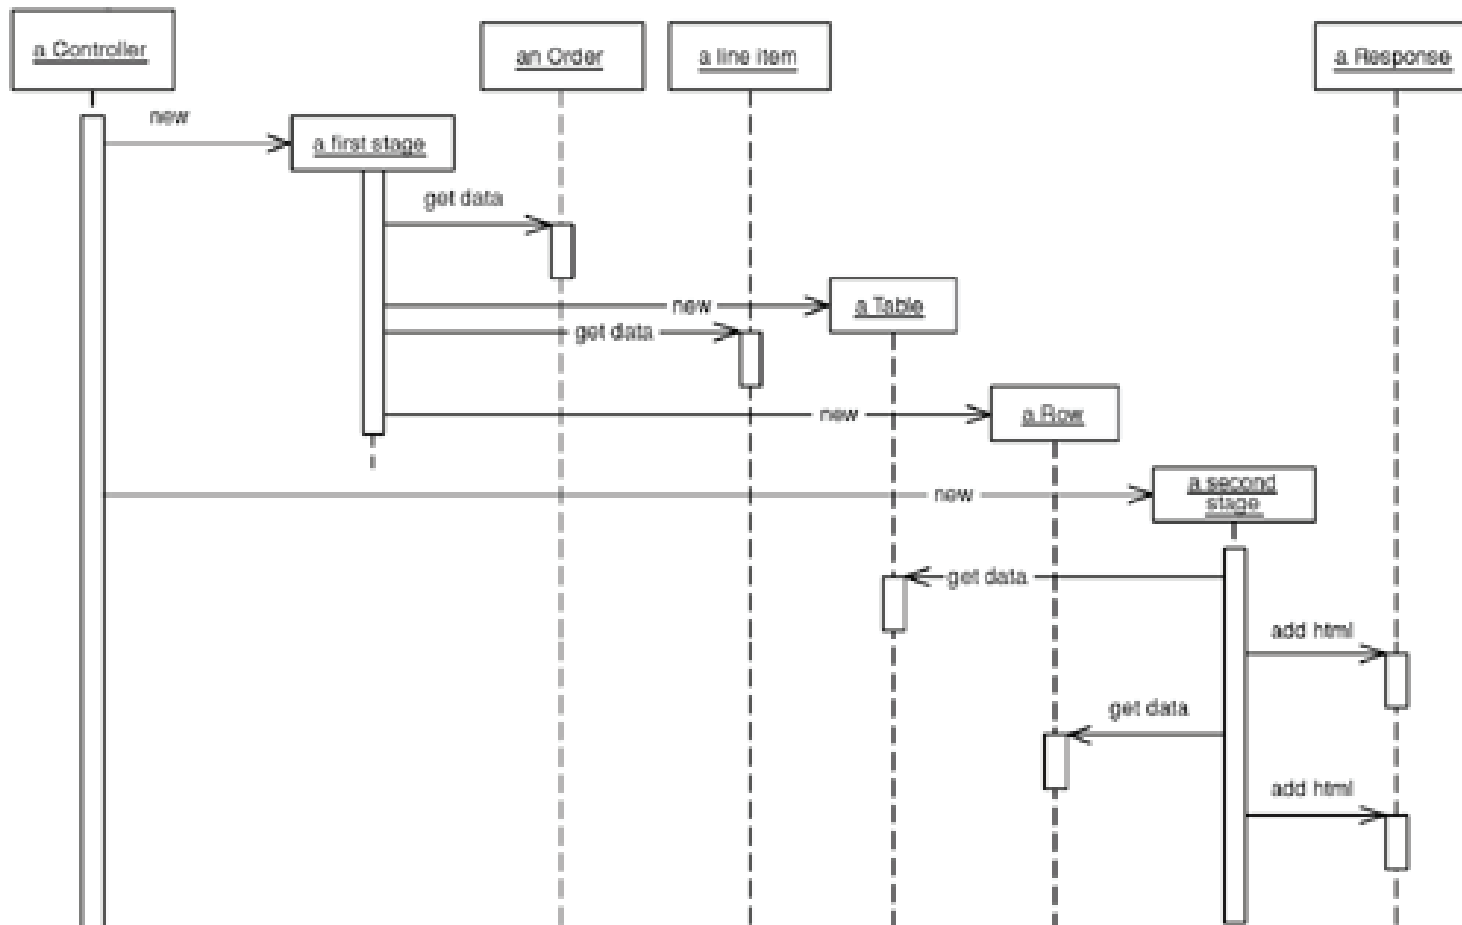 a Controller
an Order
a line item
a Response
new
a first stage
get data
new
a Table
get data
new
a Row
new
a second
stage
get data
add html
get data
add html